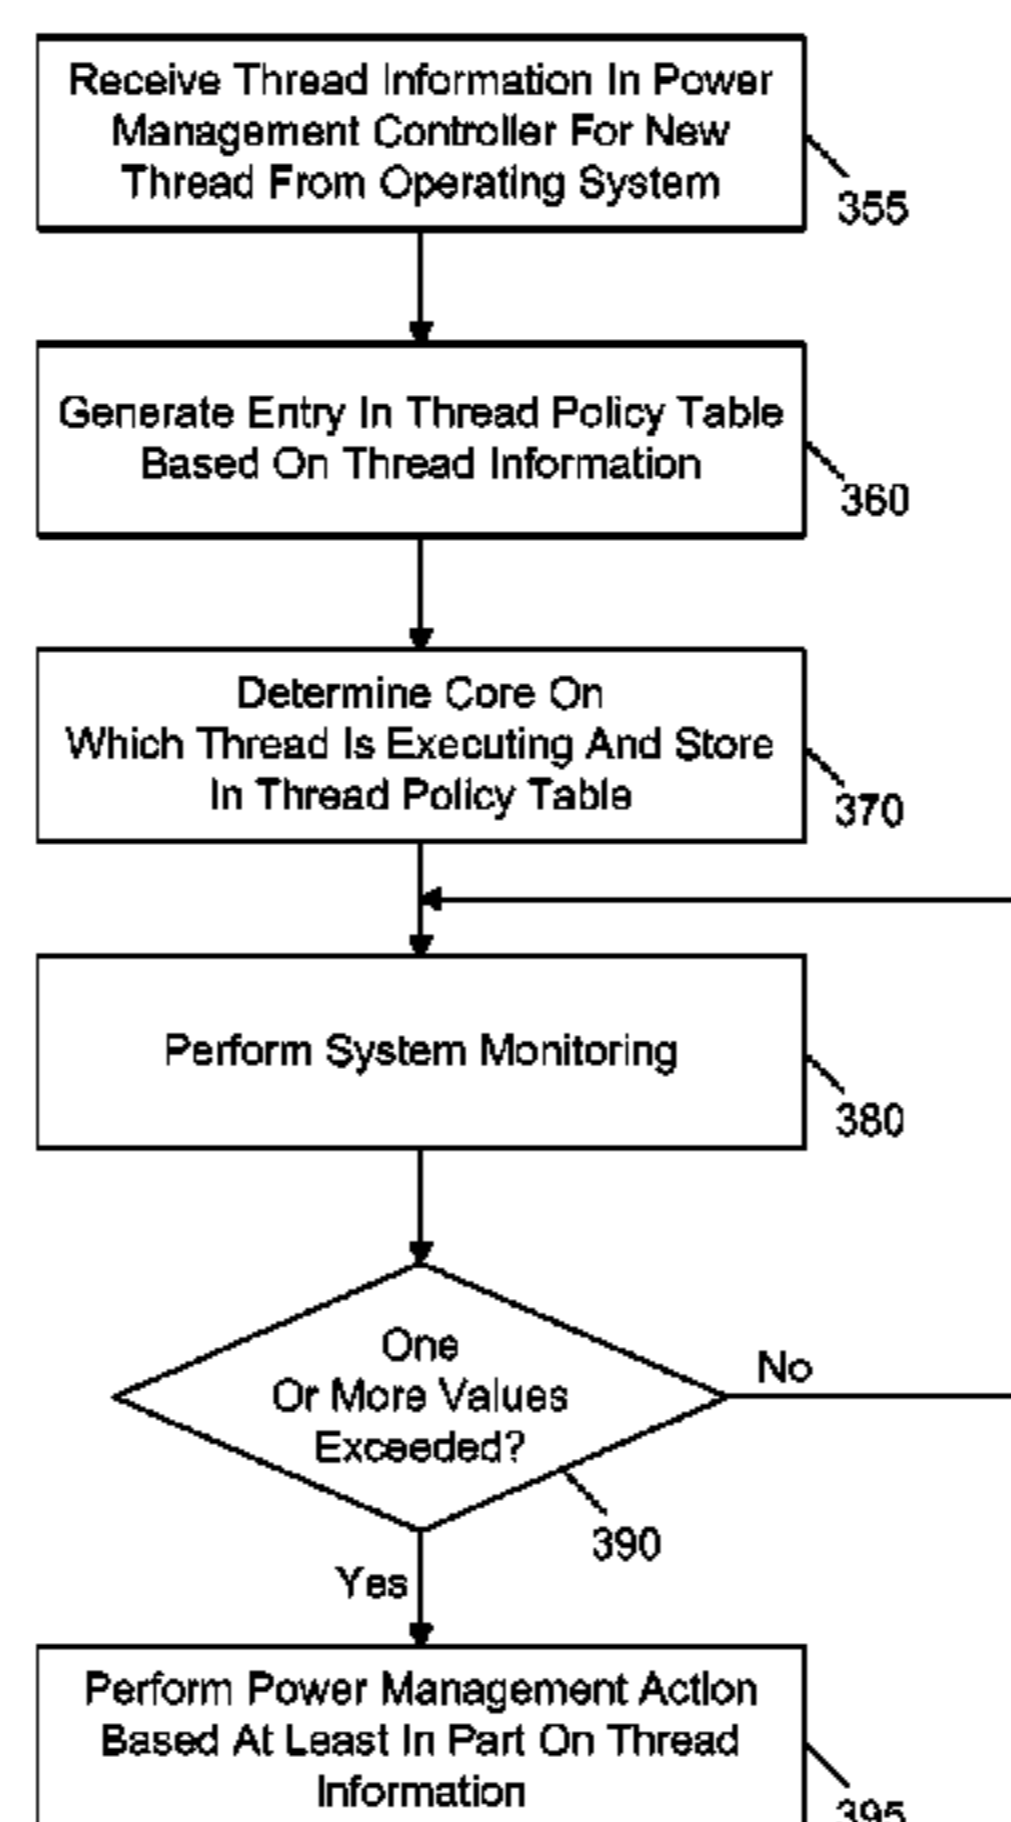 Receive Thread Information In Power
Management Controller For New
Thread From Operating System
355
Generate Entry In Thread Policy Table
Based On Thread Information
360
Determine Core On
Which Thread Is Executing And Store
In Thread Policy Table
370
Perform System Monitoring
380
One
Or More Values
Exceeded?
No
390
Yes
Perform Power Management Action
Based At Least In Part On Thread
Information
395